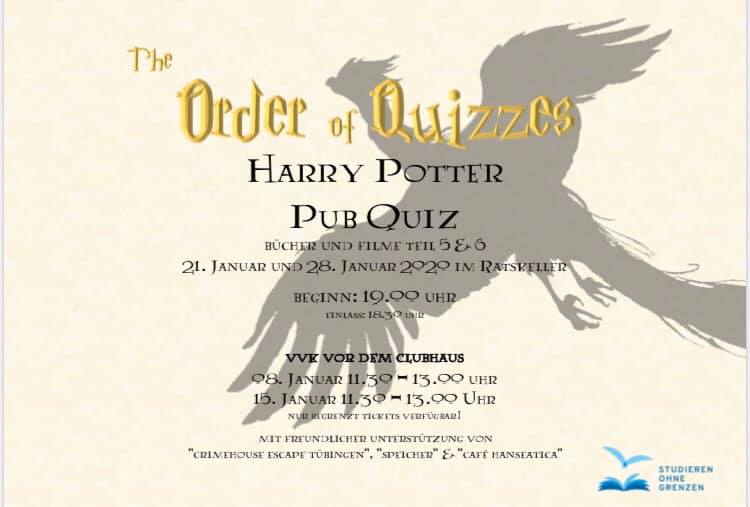 The
Order of Quizzes
Harry Potter
Pub Quiz
Bücher und Filme Teil 5 & 6
21. Januar und 28. Januar 2020 im Ratskeller
Beginn: 19.00 Uhr
Einlass: 18.30 Uhr
VVK vor dem Clubhaus
08. Januar 11.30 - 13.00 Uhr
15. Januar 11.30 - 13.00 Uhr
Nur begrenzt Tickets verfügbar!
Mit freundlicher Unterstützung von
"Crimehouse Escape Tübingen", "Speicher" & "Café Hanseatica"
STUDIEREN
OHNE
GRENZEN